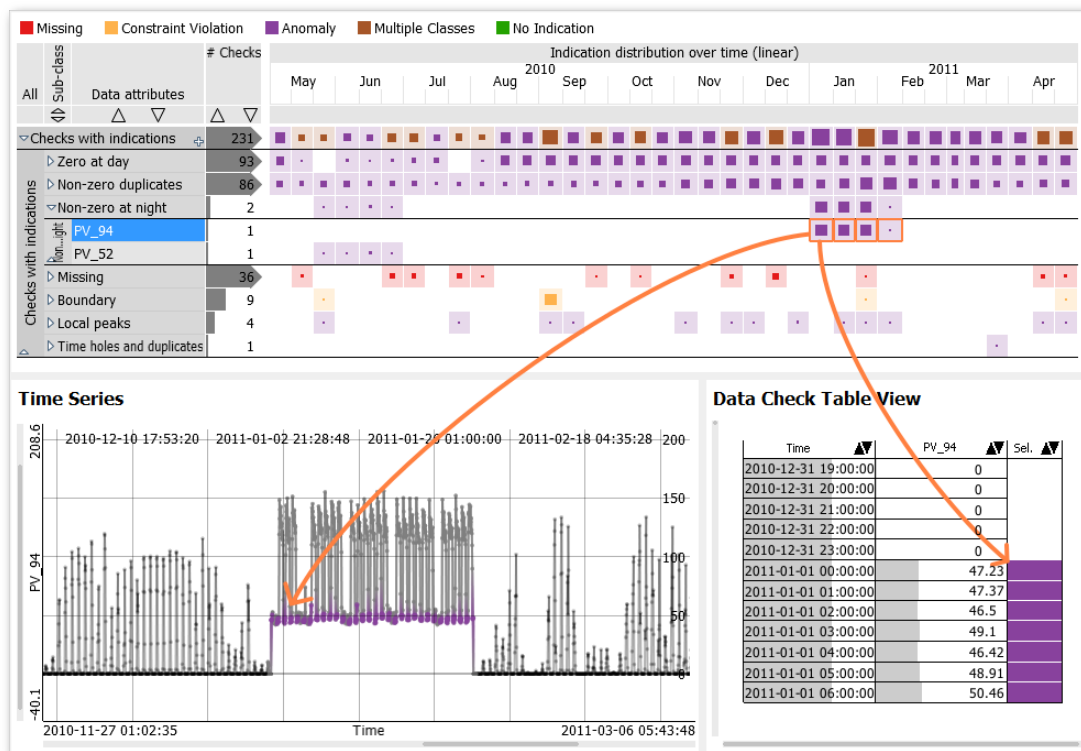 Missing Constraint Violation Anomaly Multiple Classes No Indication
# Checks Indication distribution over time (linear)
2010 2011
May Jun Jul Aug Sep Oct Nov Dec Jan Feb Mar Apr
All Sub-class Data attributes
Checks with indications 231
Checks with indications
Zero at day 93
Non-zero duplicates 86
Non-zero at night 2
Non...ight
PV_94 1
PV_52 1
Missing 36
Boundary 9
Local peaks 4
Time holes and duplicates 1
Time Series
208.6
2010-12-10 17:53:20 2011-01-02 21:28:48 2011-01-26 01:00:00 2011-02-18 04:35:28 200
150
100
PV_94
50
0
-40.1
2010-11-27 01:02:35 Time 2011-03-06 05:43:48
Data Check Table View
Time PV_94 Sel.
2010-12-31 19:00:00 0
2010-12-31 20:00:00 0
2010-12-31 21:00:00 0
2010-12-31 22:00:00 0
2010-12-31 23:00:00 0
2011-01-01 00:00:00 47.23
2011-01-01 01:00:00 47.37
2011-01-01 02:00:00 46.5
2011-01-01 03:00:00 49.1
2011-01-01 04:00:00 46.42
2011-01-01 05:00:00 48.91
2011-01-01 06:00:00 50.46